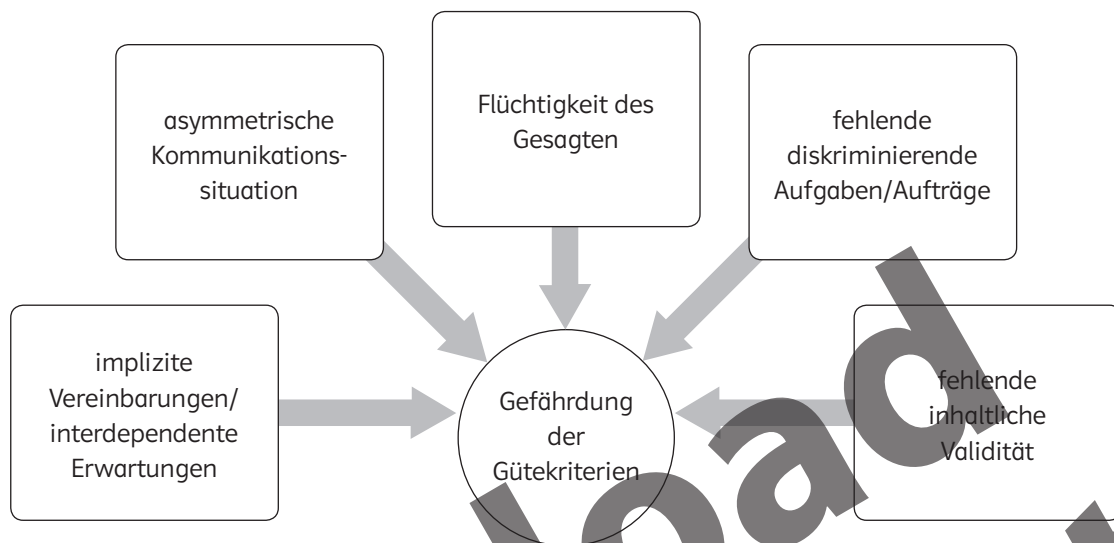 asymmetrische
Kommunikations-
situation
Flüchtigkeit des
Gesagten
fehlende
diskriminierende
Aufgaben/Aufträge
implizite
Vereinbarungen/
interdependente
Erwartungen
Gefährdung
der
Gütekriterien
fehlende
inhaltliche
Validität
load